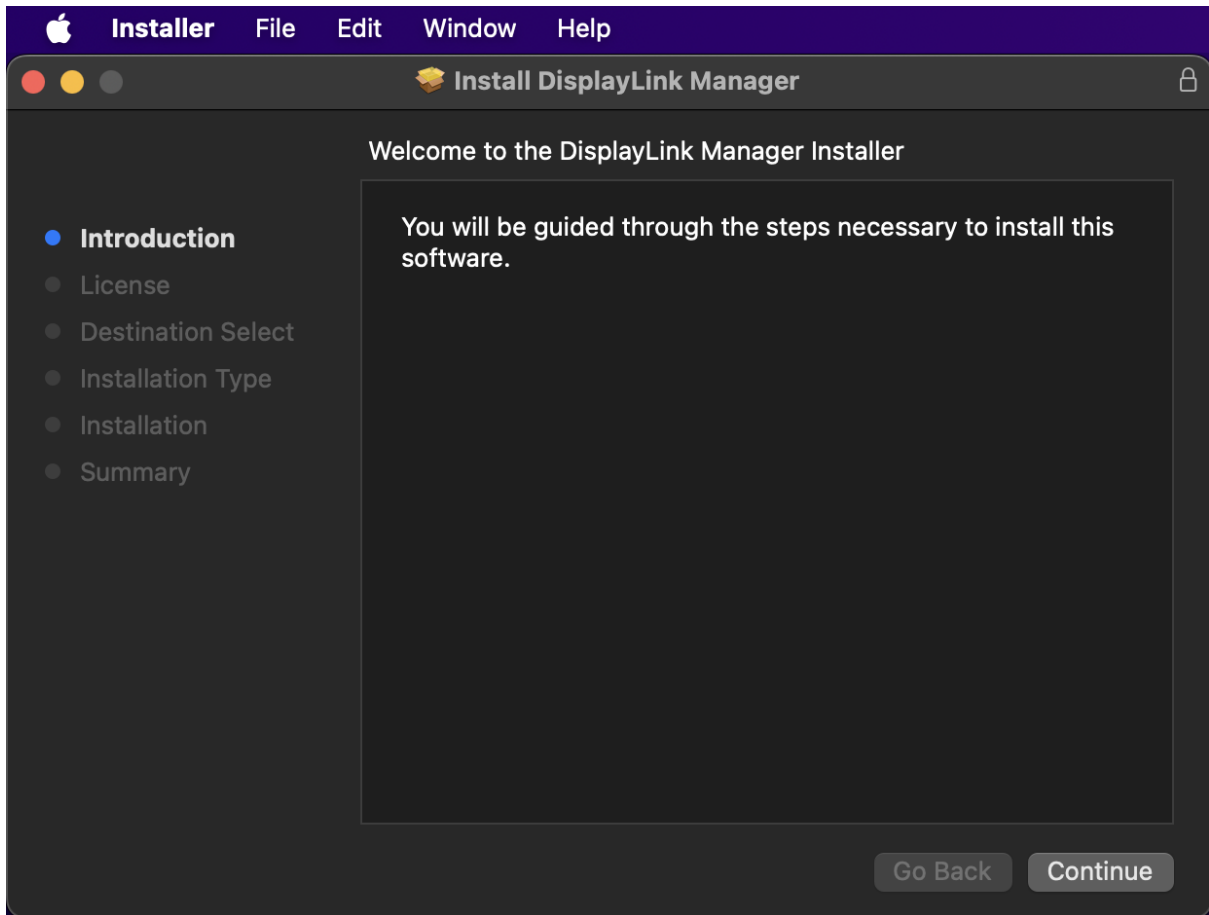 Installer File Edit Window Help
Install DisplayLink Manager
Welcome to the DisplayLink Manager Installer
Introduction
License
Destination Select
Installation Type
Installation
Summary
You will be guided through the steps necessary to install this
software.
Go Back Continue